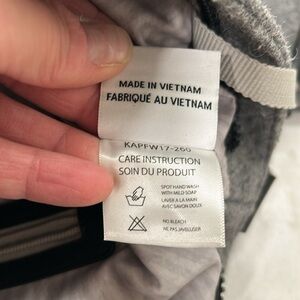 MADE IN VIETNAM
FABRIQUÉ AU VIETNAM
KAPFW17-260
CARE INSTRUCTION
SOIN DU PRODUIT
SPOT HAND WASH
WITH MILD SOAP
LAVER A LA MAIN
AVEC SAVON DOUX
NO BLEACH
NE PAS JAVELLISER